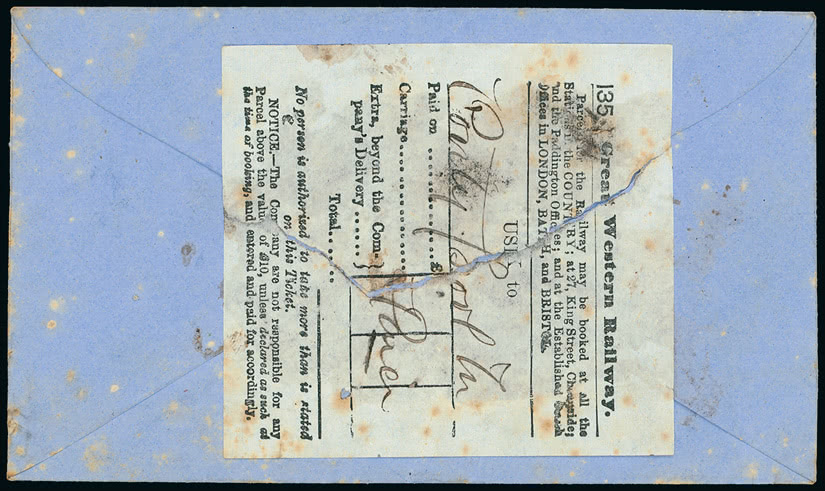 135 Great Western Railway.
Parcels for the Railway may be booked at all the
Stations in the COUNTRY; at 27, King Street, Cheapside;
and the Paddington Offices; and at the Established Coach
Offices in LONDON, BATH, and BRISTOL.
to
Paid on .................. £
Carriage..................
Extra, beyond the Com- }
pany's Delivery ...... }
Total.......
No person is authorized to take more than is stated
on this Ticket.
NOTICE.—The Company are not responsible for any
Parcel above the value of £10, unless declared as such at
the time of booking, and entered and paid for accordingly.